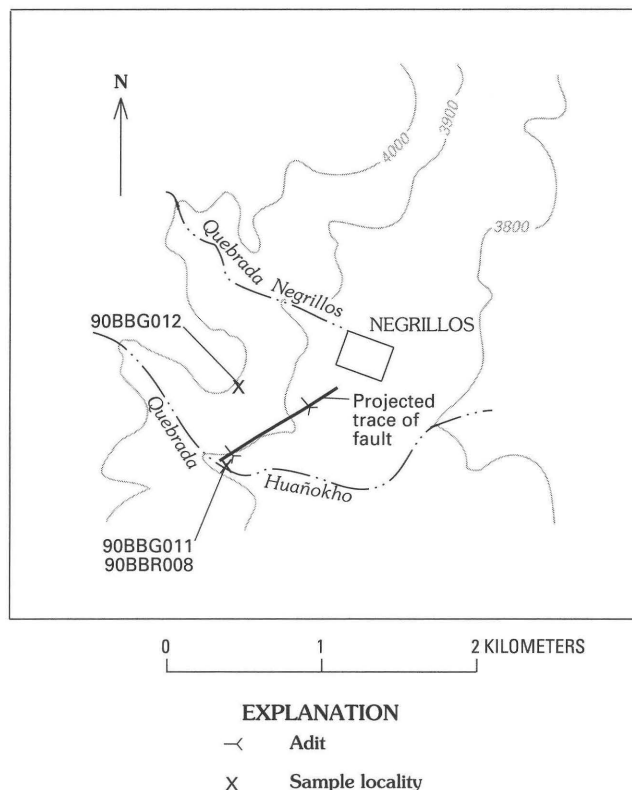 N
4000
3900
3800
Quebrada
Negrillos
NEGRILLOS
90BBG012
Projected
trace of
fault
Quebrada
Huañokho
90BBG011
90BBR008
0 1 2 KILOMETERS
EXPLANATION
Adit
X Sample locality